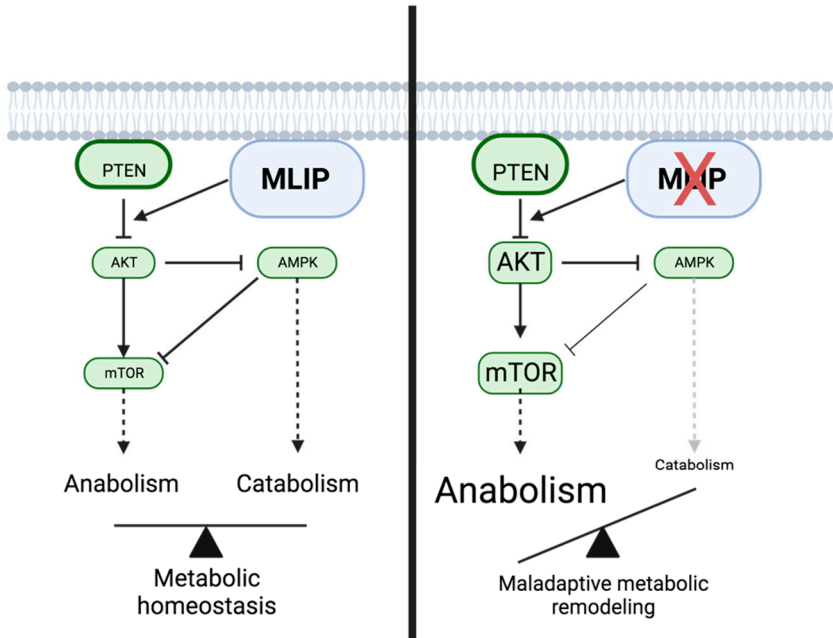 PTEN
MLIP
AKT
AMPK
mTOR
Anabolism
Catabolism
Metabolic
homeostasis
PTEN
MLIP
AKT
AMPK
mTOR
Catabolism
Anabolism
Maladaptive metabolic
remodeling